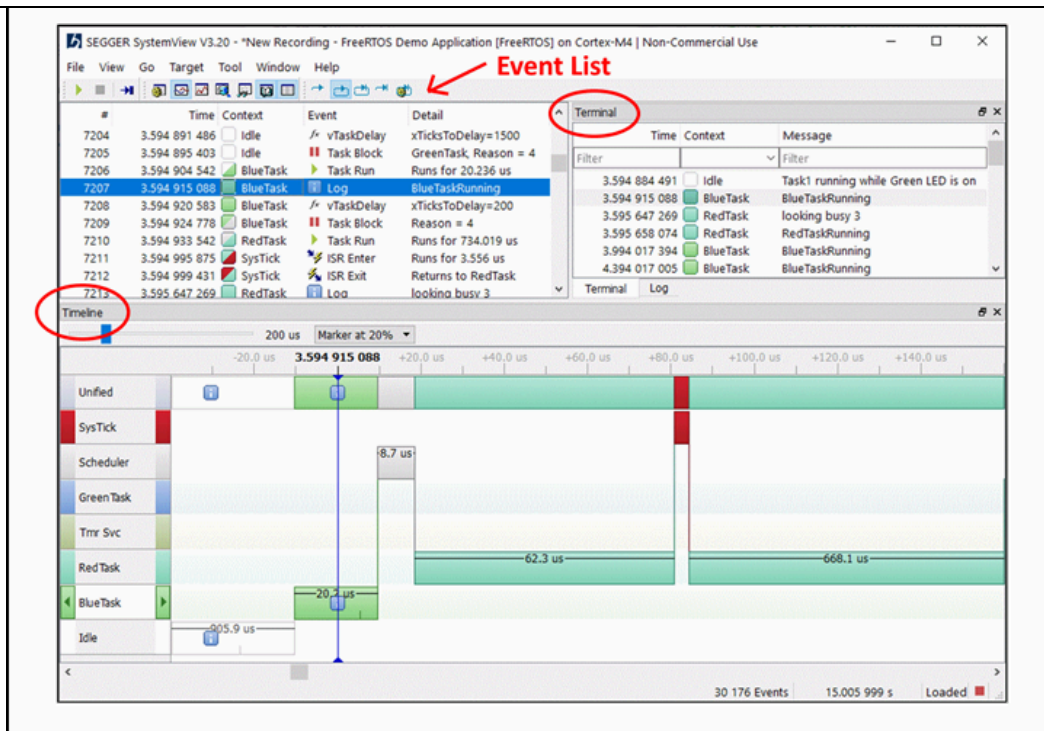 SEGGER SystemView V3.20 - *New Recording - FreeRTOS Demo Application [FreeRTOS] on Cortex-M4 | Non-Commercial Use
File View Go Target Tool Window Help
Event List
# Time Context Event Detail
7204 3.594 891 486 Idle vTaskDelay xTicksToDelay=1500
7205 3.594 895 403 Idle Task Block GreenTask, Reason = 4
7206 3.594 904 542 BlueTask Task Run Runs for 20.236 us
7207 3.594 915 088 BlueTask Log BlueTaskRunning
7208 3.594 920 583 BlueTask vTaskDelay xTicksToDelay=200
7209 3.594 924 778 BlueTask Task Block Reason = 4
7210 3.594 933 542 RedTask Task Run Runs for 734.019 us
7211 3.594 995 875 SysTick ISR Enter Runs for 3.556 us
7212 3.594 999 431 SysTick ISR Exit Returns to RedTask
7213 3.595 647 269 RedTask Log looking busy 3
Terminal
Time Context Message
Filter Filter
3.594 884 491 Idle Task1 running while Green LED is on
3.594 915 088 BlueTask BlueTaskRunning
3.595 647 269 RedTask looking busy 3
3.595 658 074 RedTask RedTaskRunning
3.994 017 394 BlueTask BlueTaskRunning
4.394 017 005 BlueTask BlueTaskRunning
Terminal Log
Timeline
200 us Marker at 20%
-20.0 us 3.594 915 088 +20.0 us +40.0 us +60.0 us +80.0 us +100.0 us +120.0 us +140.0 us
Unified
SysTick
Scheduler 8.7 us
GreenTask
Tmr Svc
RedTask 62.3 us 668.1 us
BlueTask 20.2 us
Idle 905.9 us
30 176 Events 15.005 999 s Loaded